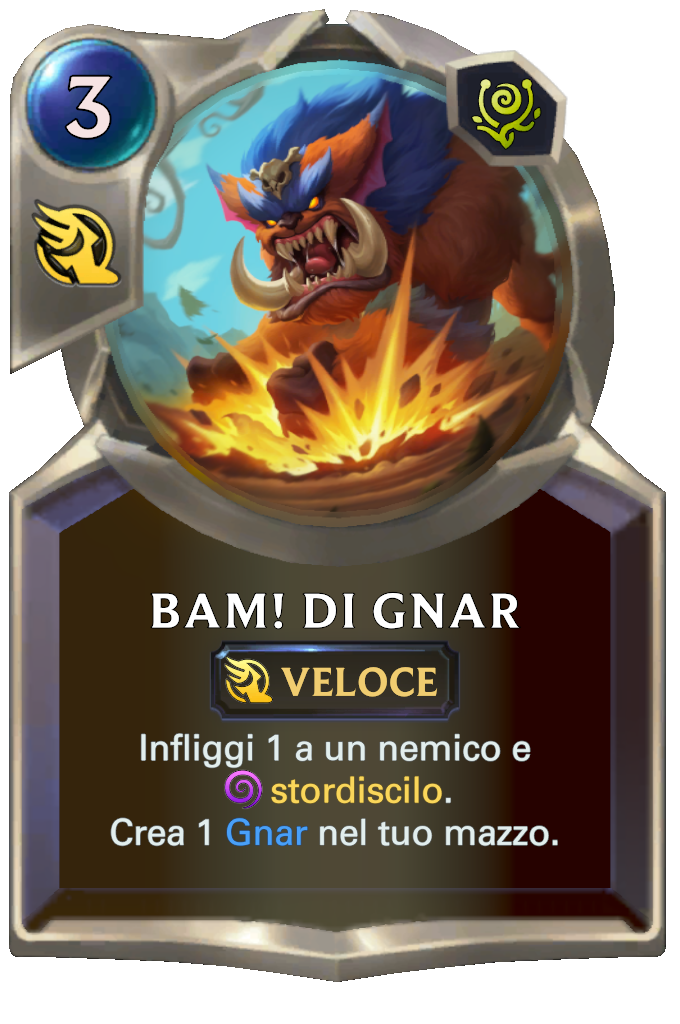 3
BAM! DI GNAR
VELOCE
Infliggi 1 a un nemico e
stordiscilo.
Crea 1 Gnar nel tuo mazzo.